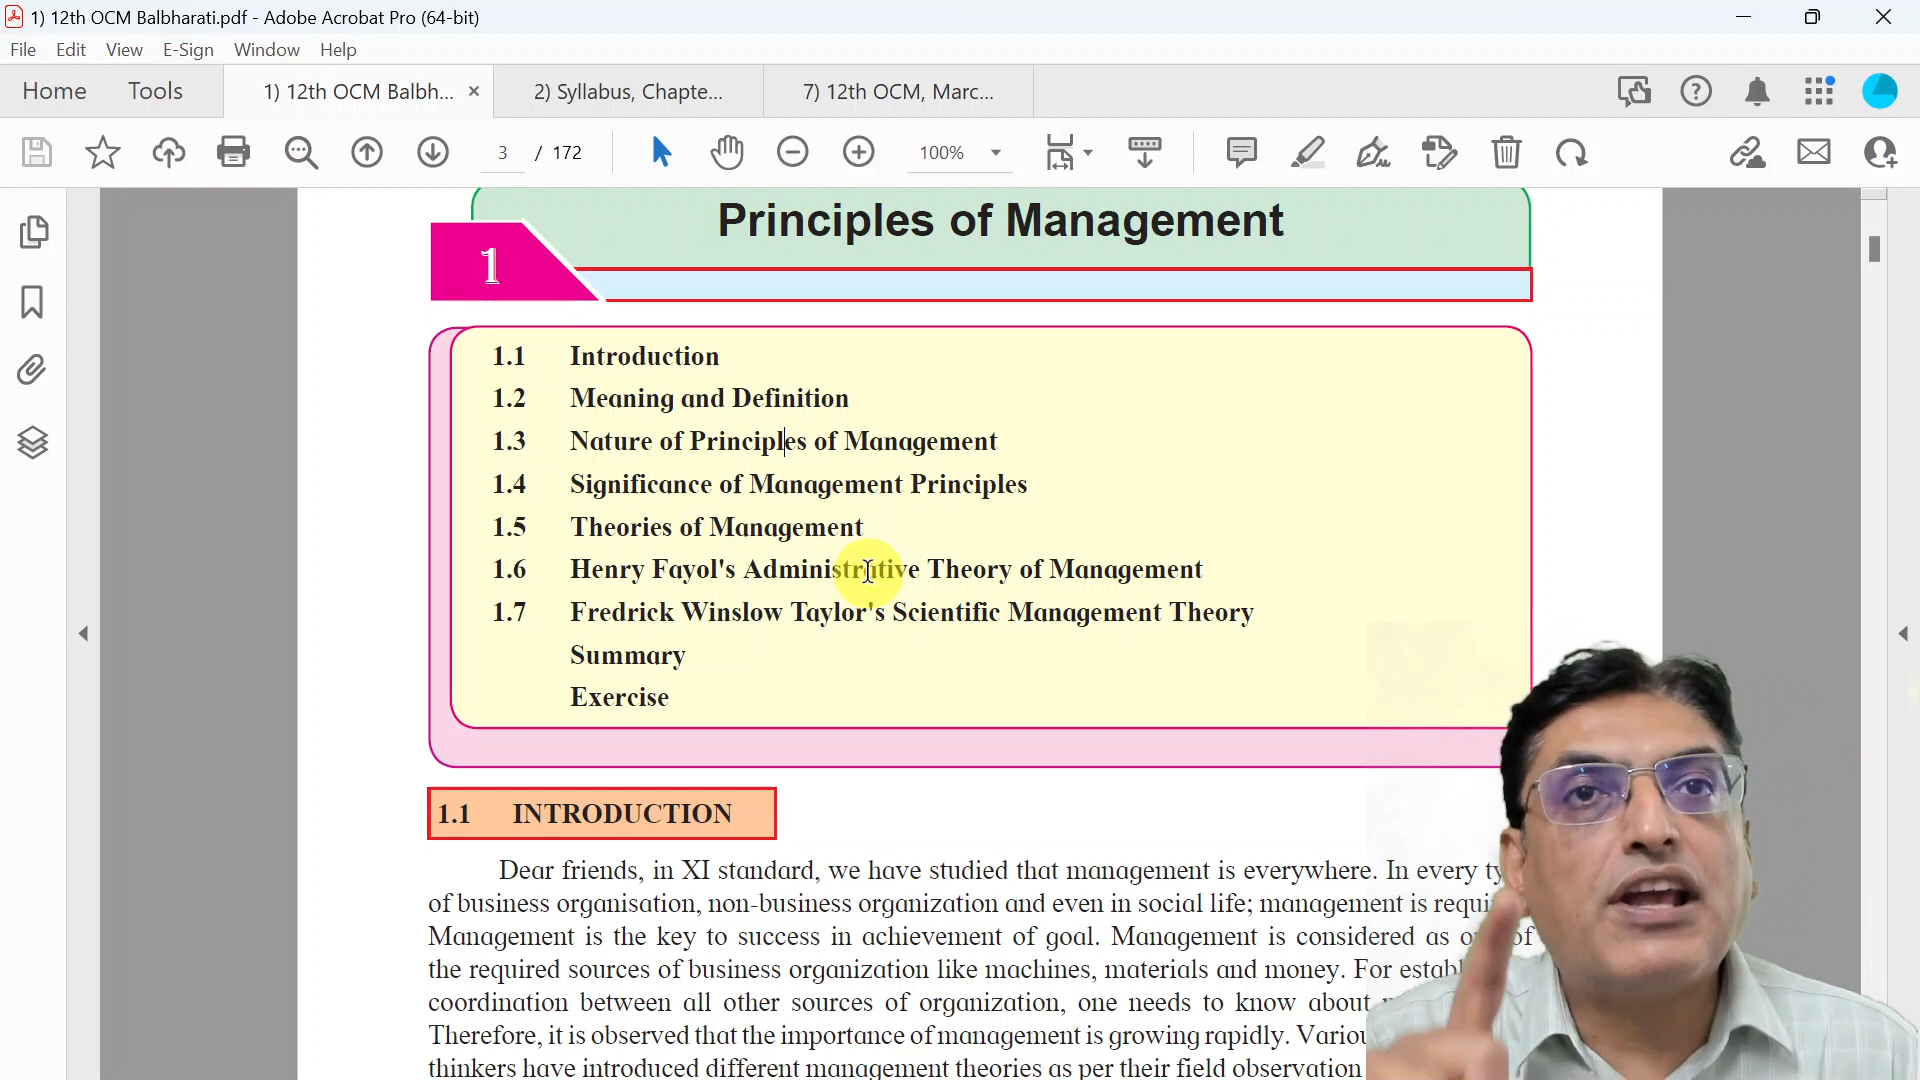 1) 12th OCM Balbharati.pdf - Adobe Acrobat Pro (64-bit)
File Edit View E-Sign Window Help
Home Tools 1) 12th OCM Balbh... × 2) Syllabus, Chapte... 7) 12th OCM, Marc...
3 / 172 100%
Principles of Management
1
1.1 Introduction
1.2 Meaning and Definition
1.3 Nature of Principles of Management
1.4 Significance of Management Principles
1.5 Theories of Management
1.6 Henry Fayol's Administrative Theory of Management
1.7 Fredrick Winslow Taylor's Scientific Management Theory
Summary
Exercise
1.1 INTRODUCTION
Dear friends, in XI standard, we have studied that management is everywhere. In every
of business organisation, non-business organization and even in social life; management is
Management is the key to success in achievement of goal. Management is considered as of
the required sources of business organization like machines, materials and money. For
coordination between all other sources of organization, one needs to know about
Therefore, it is observed that the importance of management is growing rapidly.
thinkers have introduced different management theories as per their field observation